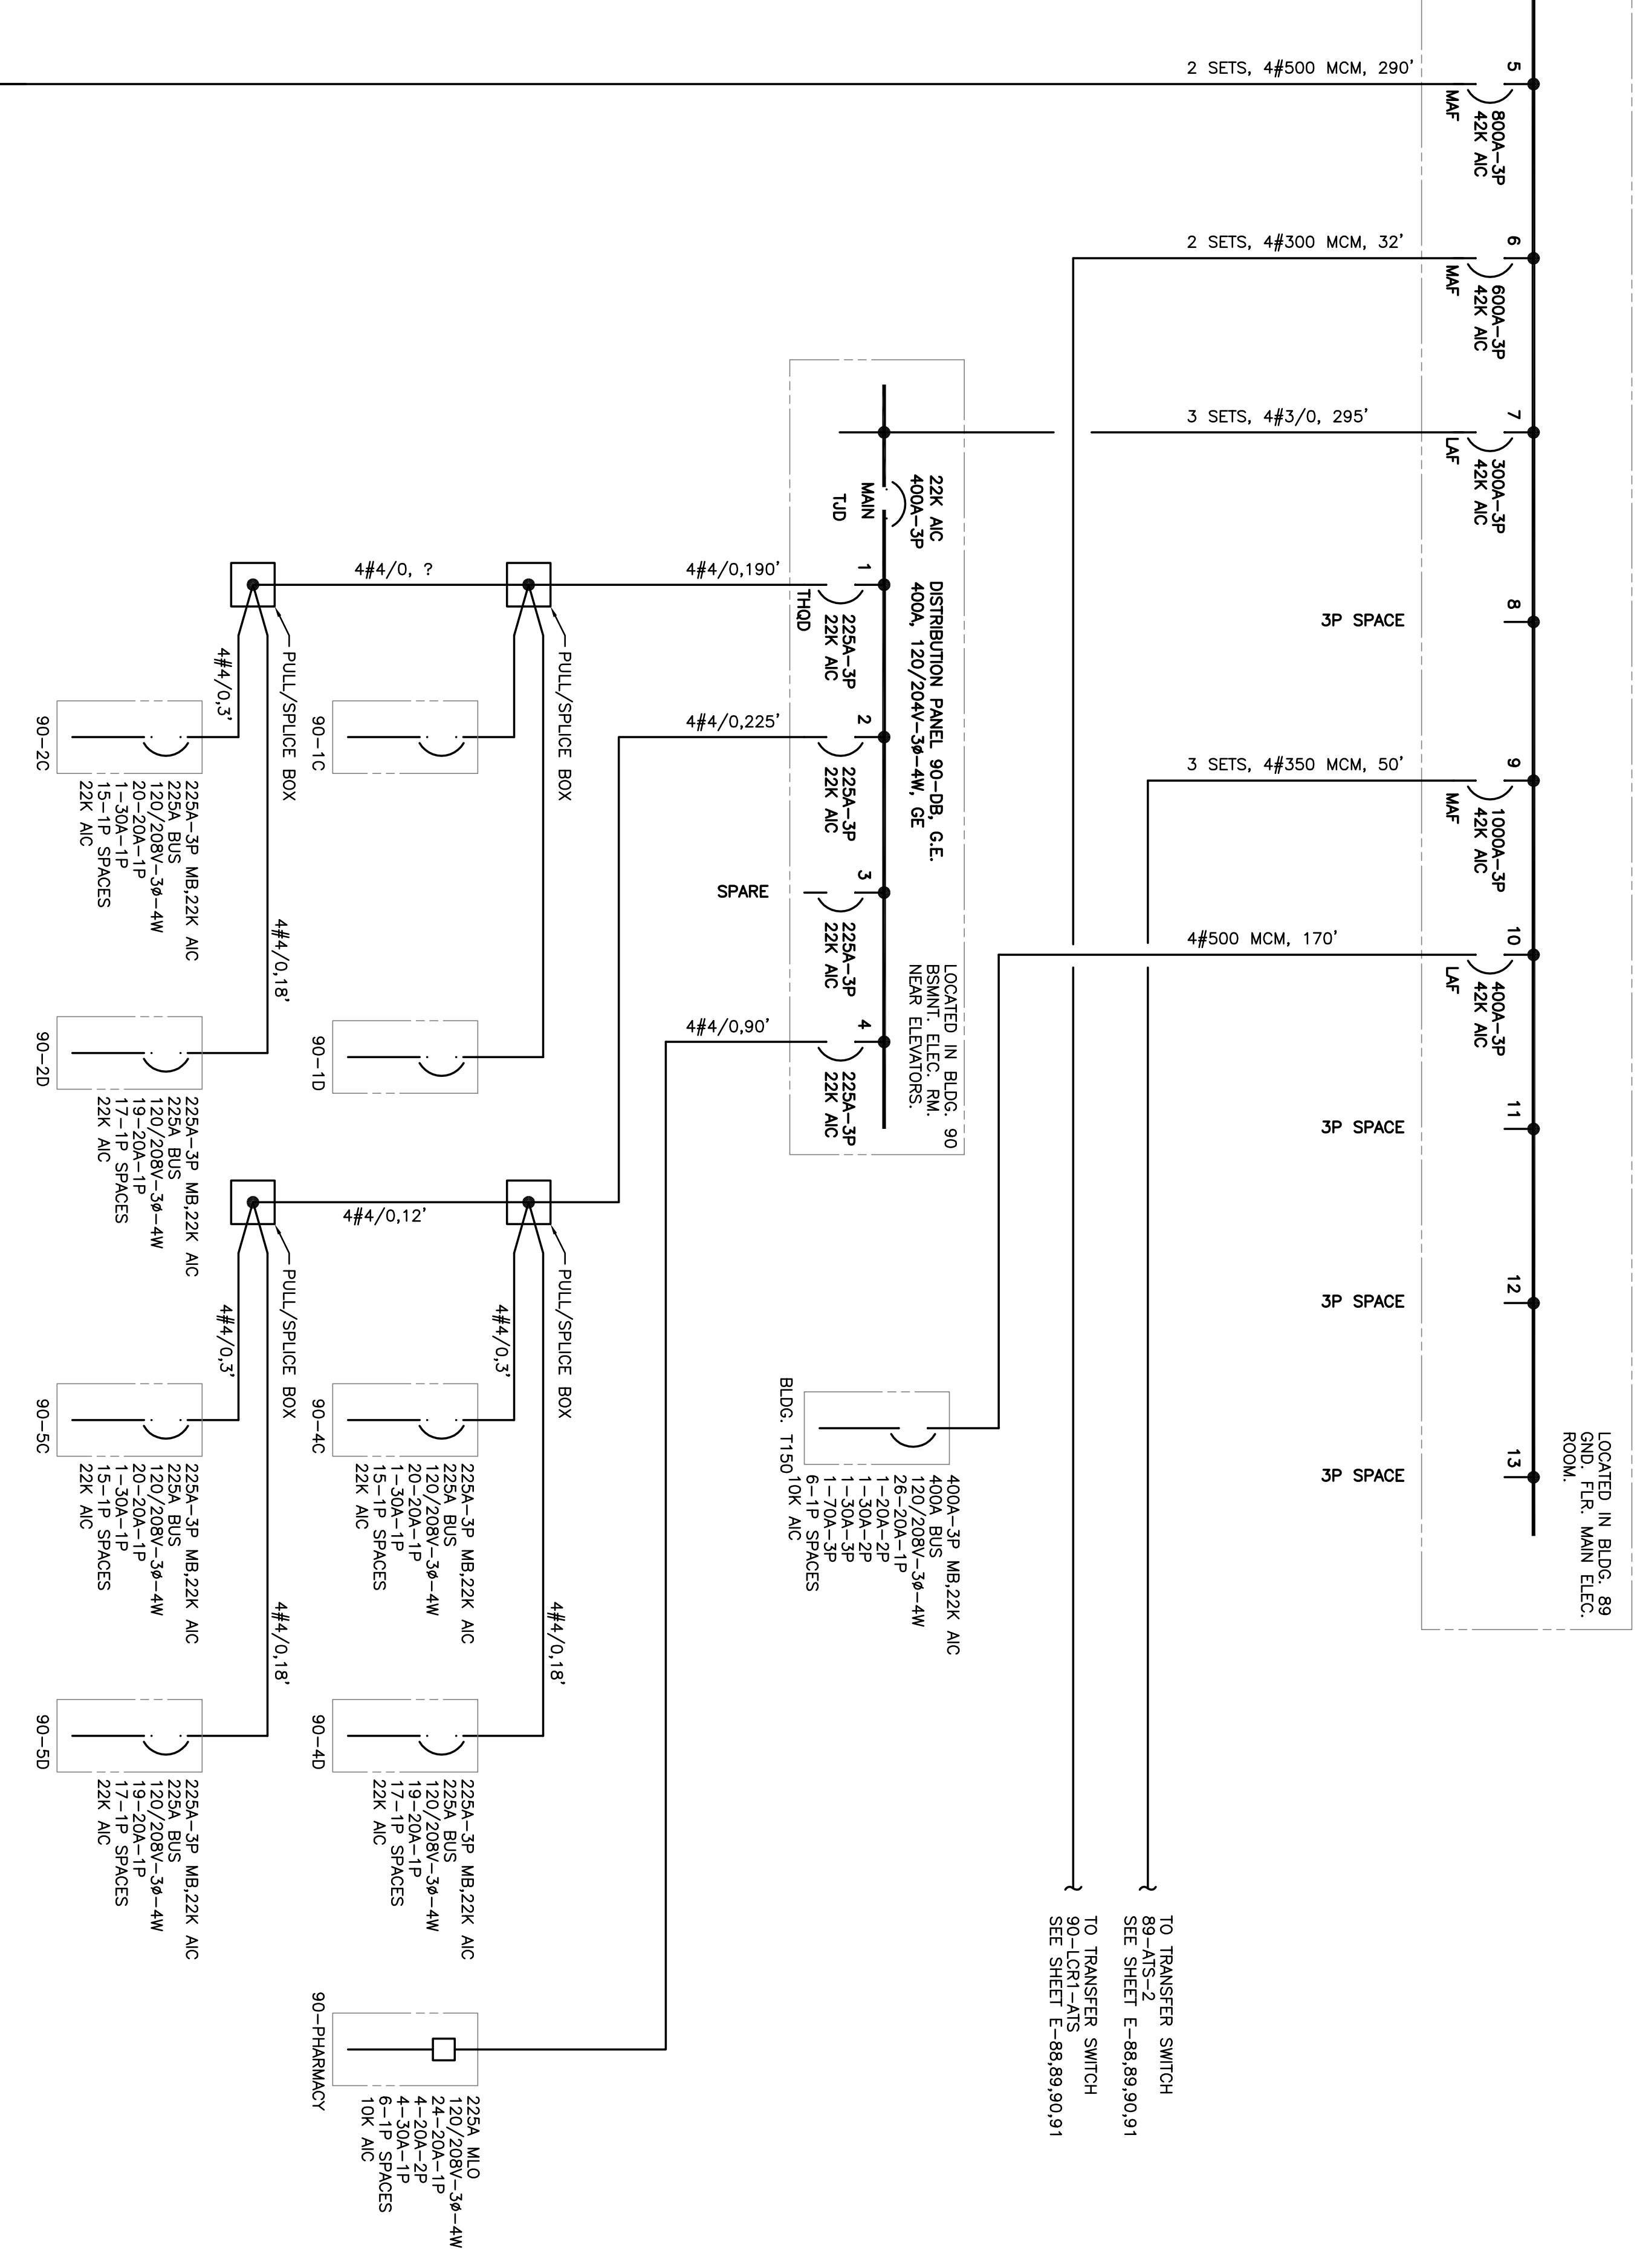 LOCATED IN BLDG. 89
GND. FLR. MAIN ELEC.
ROOM.
5
800A-3P
42K AIC
MAF
2 SETS, 4#500 MCM, 290'
6
600A-3P
42K AIC
MAF
2 SETS, 4#300 MCM, 32'
7
300A-3P
42K AIC
LAF
3 SETS, 4#3/0, 295'
8
3P SPACE
9
1000A-3P
42K AIC
MAF
3 SETS, 4#350 MCM, 50'
10
400A-3P
42K AIC
LAF
4#500 MCM, 170'
11
3P SPACE
12
3P SPACE
13
3P SPACE
TO TRANSFER SWITCH
89-ATS-2
SEE SHEET E-88,89,90,91
TO TRANSFER SWITCH
90-LCR1-ATS
SEE SHEET E-88,89,90,91
22K AIC
400A-3P
MAIN
TJD
DISTRIBUTION PANEL 90-DB, G.E.
400A, 120/204V-3ø-4W, GE
LOCATED IN BLDG. 90
BSMNT. ELEC. RM.
NEAR ELEVATORS.
1
225A-3P
22K AIC
THQD
4#4/0,190'
2
225A-3P
22K AIC
4#4/0,225'
3
225A-3P
22K AIC
SPARE
4
225A-3P
22K AIC
4#4/0,90'
400A-3P MB,22K AIC
400A BUS
120/208V-3ø-4W
26-20A-1P
1-20A-2P
1-30A-2P
1-30A-3P
1-70A-3P
6-1P SPACES
10K AIC
BLDG. T150
PULL/SPLICE BOX
4#4/0, ?
90-1C
90-1D
PULL/SPLICE BOX
4#4/0,3'
4#4/0,18'
90-2C
225A-3P MB,22K AIC
225A BUS
120/208V-3ø-4W
20-20A-1P
1-30A-1P
15-1P SPACES
22K AIC
90-2D
225A-3P MB,22K AIC
225A BUS
120/208V-3ø-4W
19-20A-1P
17-1P SPACES
22K AIC
PULL/SPLICE BOX
4#4/0,12'
4#4/0,3'
4#4/0,18'
90-4C
225A-3P MB,22K AIC
225A BUS
120/208V-3ø-4W
20-20A-1P
1-30A-1P
15-1P SPACES
22K AIC
90-4D
225A-3P MB,22K AIC
225A BUS
120/208V-3ø-4W
19-20A-1P
17-1P SPACES
22K AIC
PULL/SPLICE BOX
4#4/0,3'
4#4/0,18'
90-5C
225A-3P MB,22K AIC
225A BUS
120/208V-3ø-4W
20-20A-1P
1-30A-1P
15-1P SPACES
22K AIC
90-5D
225A-3P MB,22K AIC
225A BUS
120/208V-3ø-4W
19-20A-1P
17-1P SPACES
22K AIC
90-PHARMACY
225A MLO
120/208V-3ø-4W
24-20A-1P
4-20A-2P
4-30A-1P
6-1P SPACES
10K AIC